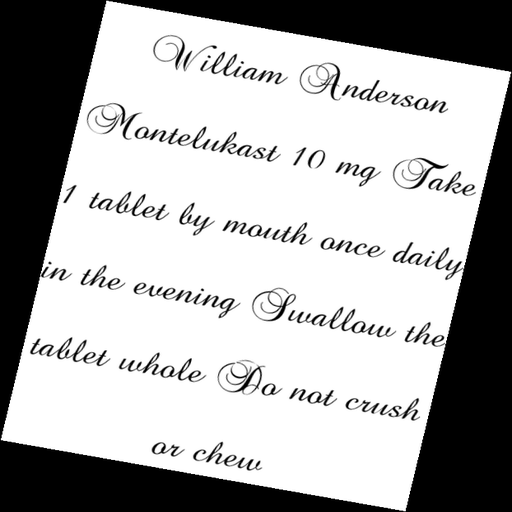 William Anderson
Montelukast 10 mg Take
1 tablet by mouth once daily
in the evening Swallow the
tablet whole Do not crush
or chew